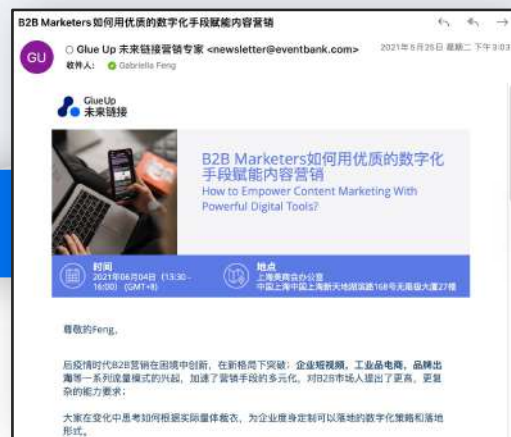 B2B Marketers如何用优质的数字化手段赋能内容营销
GU
Glue Up 未来链接营销专家 <newsletter@eventbank.com>
2021年5月25日 星期二 下午3:03
收件人: Gabriella Feng
GlueUp
未来链接
B2B Marketers如何用优质的数字化
手段赋能内容营销
How to Empower Content Marketing With
Powerful Digital Tools?
时间
2021年06月04日 (13:30 -
16:00) (GMT+8)
地点
上海美商会办公室
中国上海中国上海新天地湖滨路168号无限极大厦27楼
尊敬的Feng,
后疫情时代B2B营销在困境中创新,在新格局下突破;企业短视频,工业品电商,品牌出
海等一系列流量模式的兴起,加速了营销手段的多元化,对B2B市场人提出了更高,更复
杂的能力要求;
大家在变化中思考如何根据实际量体裁衣,为企业度身定制可以落地的数字化策略和落地
形式。